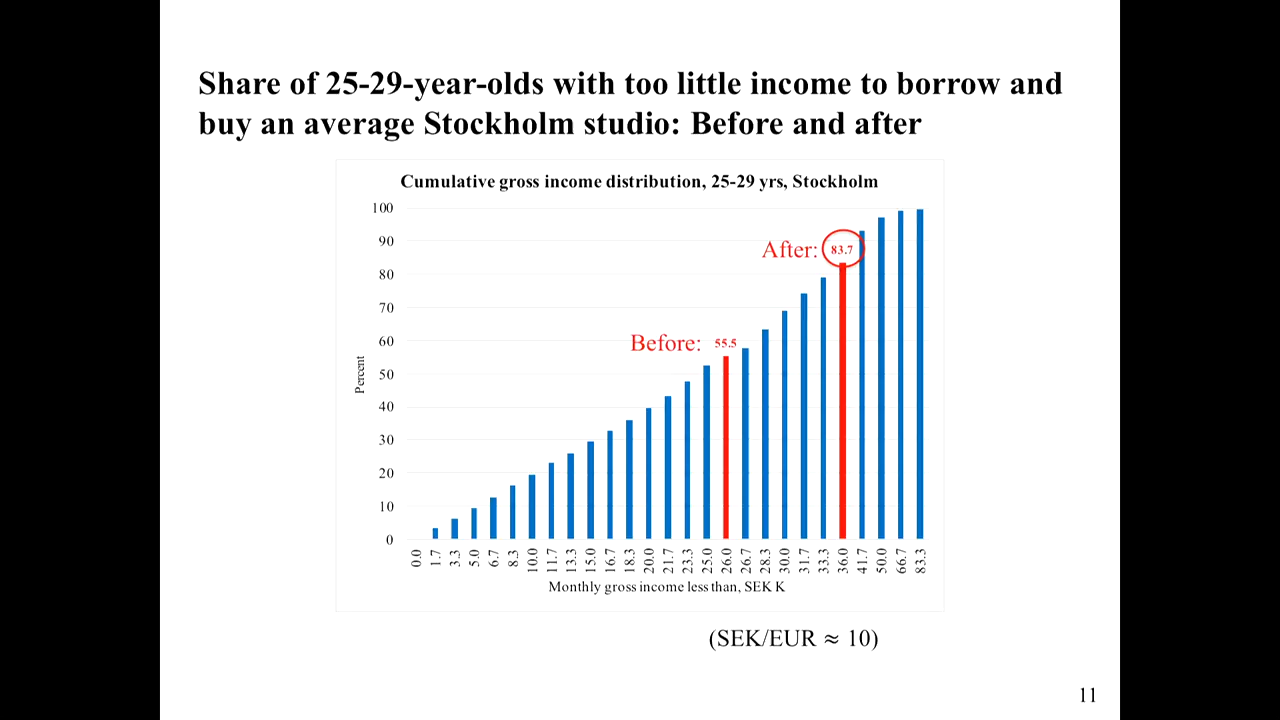 Share of 25-29-year-olds with too little income to borrow and
buy an average Stockholm studio: Before and after
Cumulative gross income distribution, 25-29 yrs, Stockholm
100
90
80
70
60
50
40
30
20
10
0
Percent
After: 83.7
Before: 55.5
0.0 1.7 3.3 5.0 6.7 8.3 10.0 11.7 13.3 15.0 16.7 18.3 20.0 21.7 23.3 25.0 26.0 26.7 28.3 30.0 31.7 33.3 36.0 41.7 50.0 66.7 83.3
Monthly gross income less than, SEK K
(SEK/EUR ≈ 10)
11